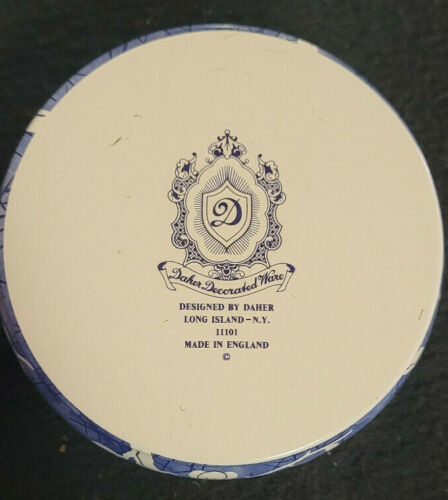 D
Daher Decorated Ware
DESIGNED BY DAHER
LONG ISLAND-N.Y.
11101
MADE IN ENGLAND
©